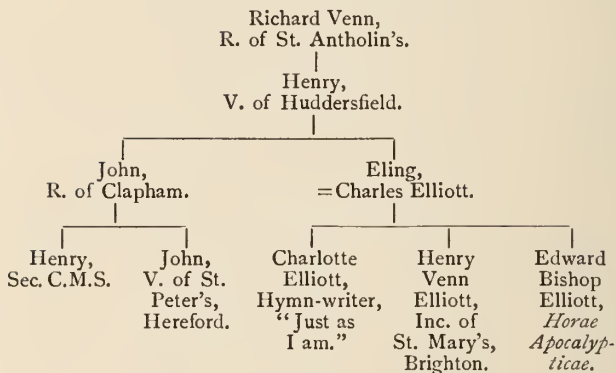 Richard Venn,
R. of St. Antholin's.
Henry,
V. of Huddersfield.
John,
R. of Clapham.
Eling,
=Charles Elliott.
Henry,
Sec. C.M.S.
John,
V. of St.
Peter's,
Hereford.
Charlotte
Elliott,
Hymn-writer,
"Just as
I am."
Henry
Venn
Elliott,
Inc. of
St. Mary's,
Brighton.
Edward
Bishop
Elliott,
Horae
Apocalyp-
ticae.